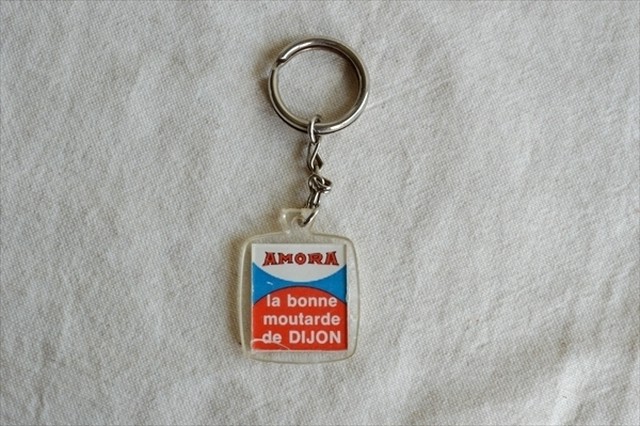 AMORA
la bonne
moutarde
de DIJON